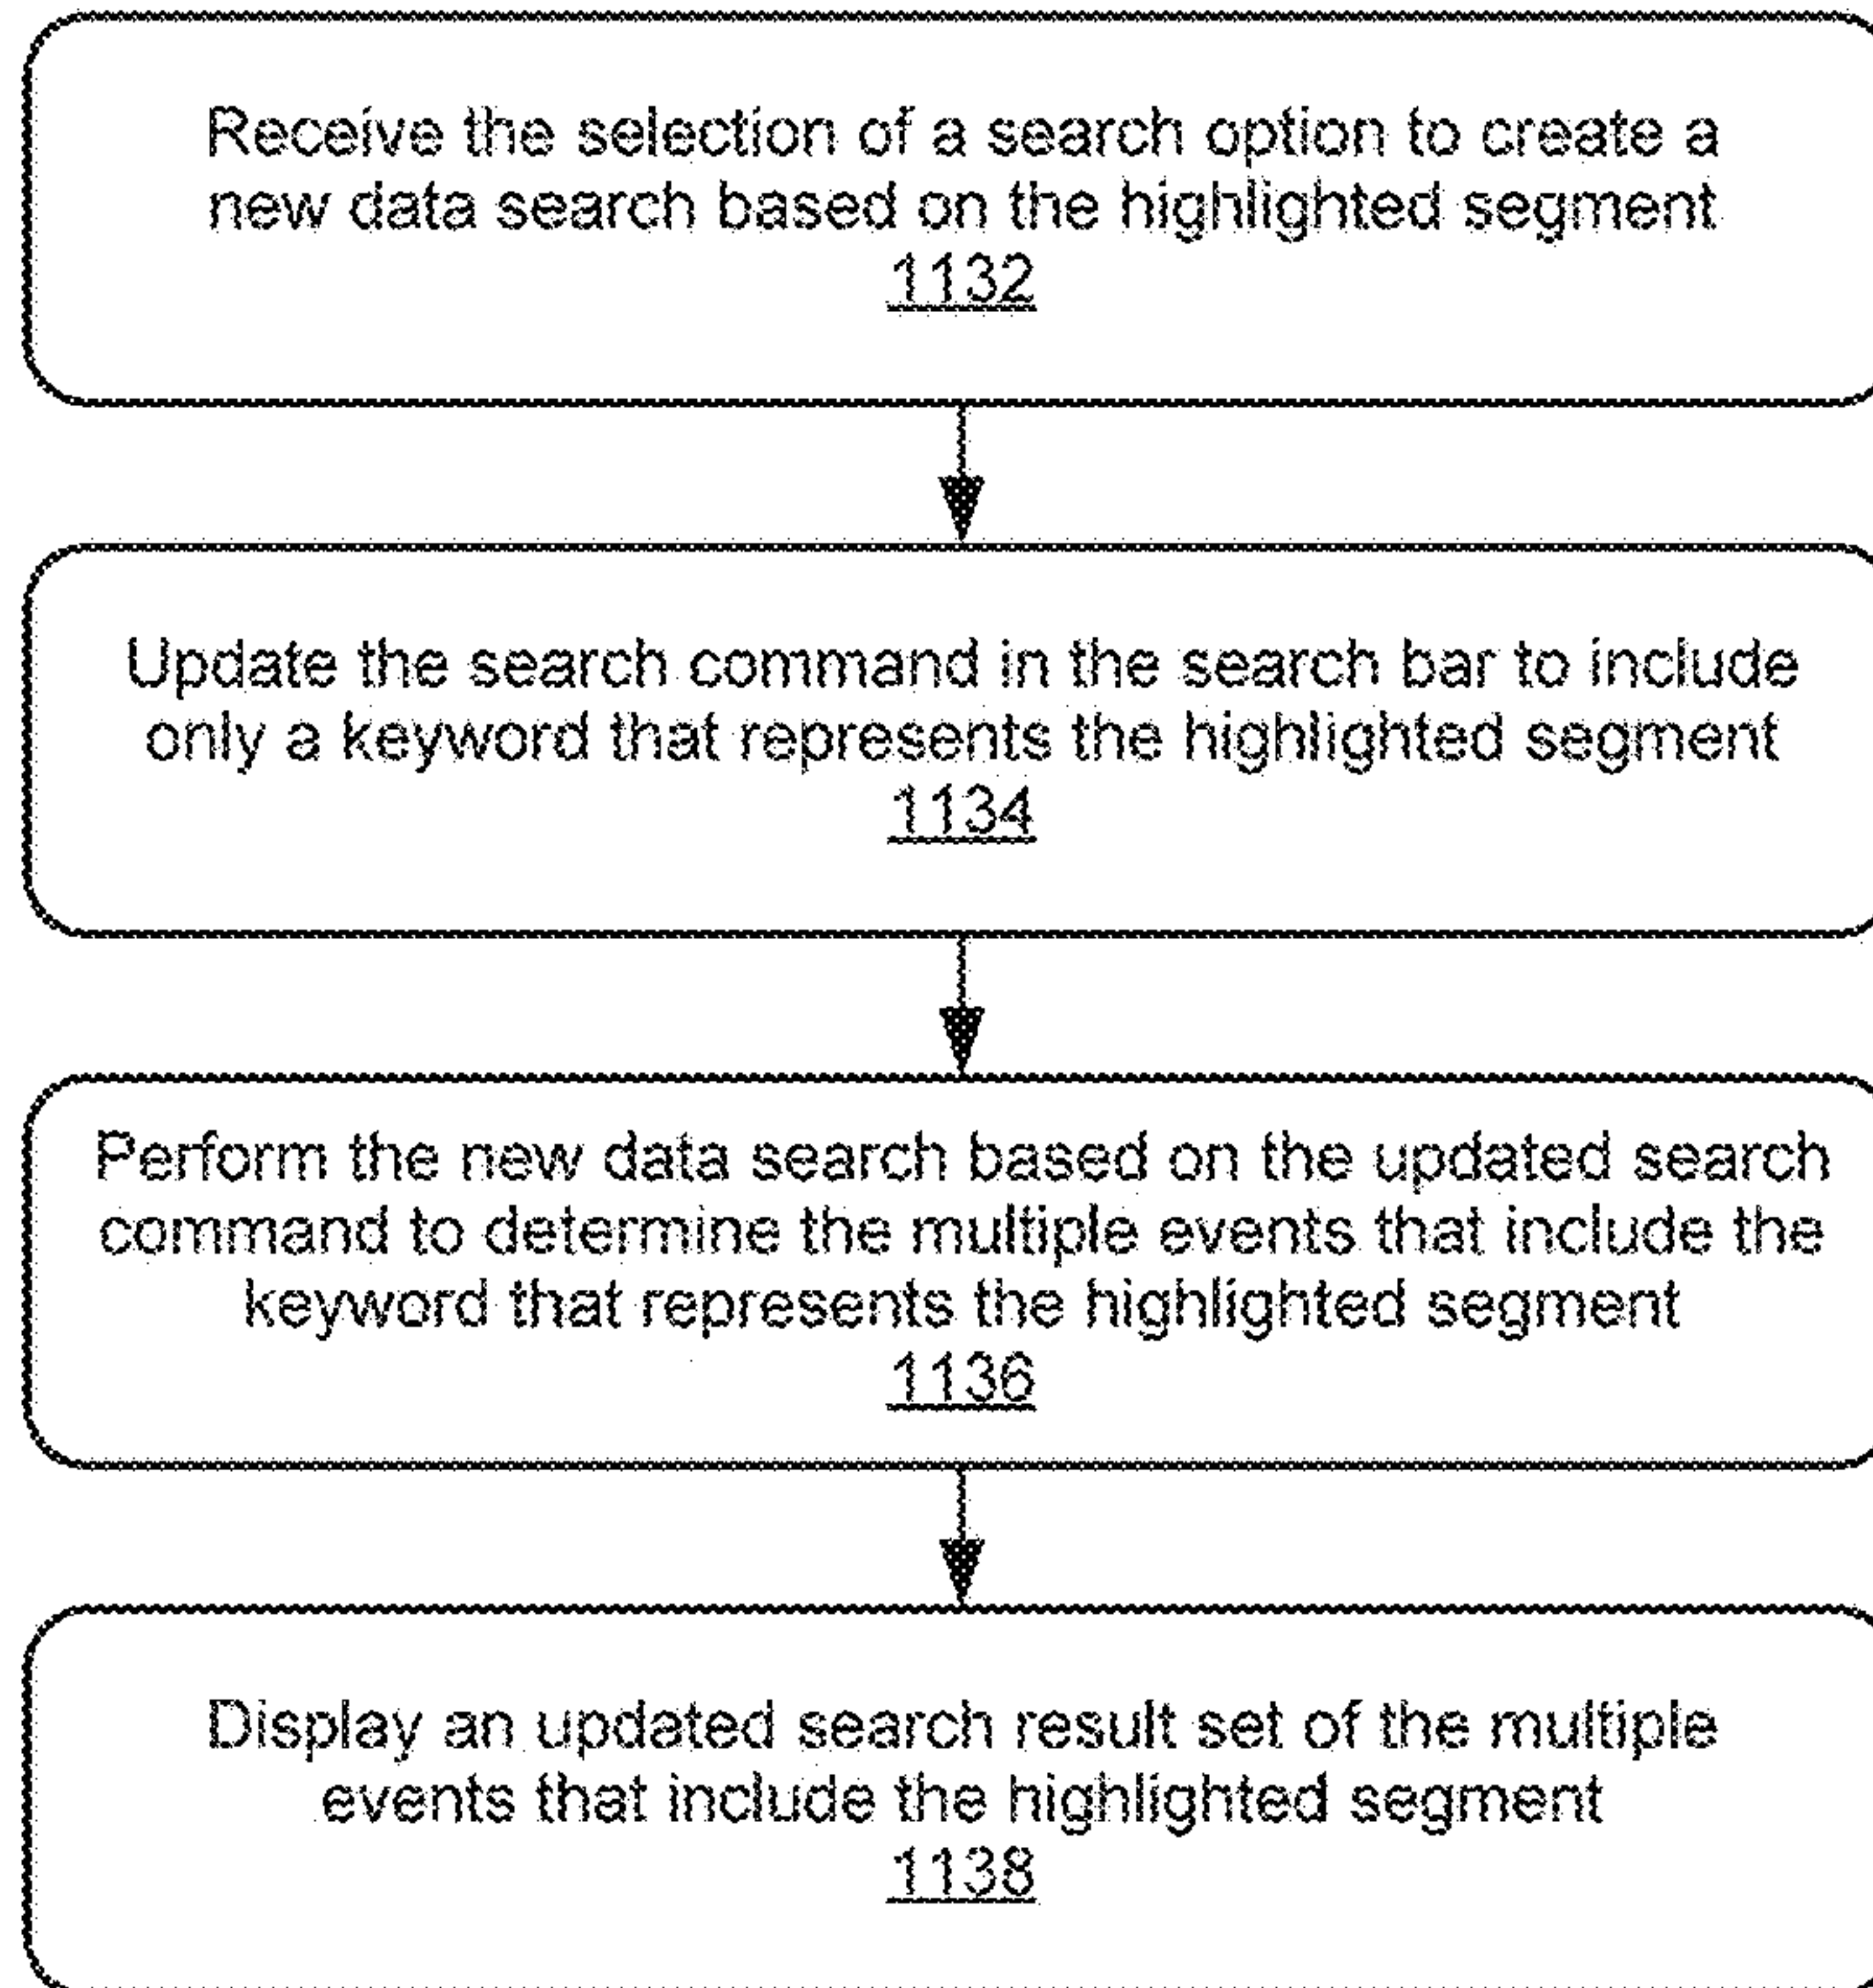 Receive the selection of a search option to create a
new data search based on the highlighted segment
1132
Update the search command in the search bar to include
only a keyword that represents the highlighted segment
1134
Perform the new data search based on the updated search
command to determine the multiple events that include the
keyword that represents the highlighted segment
1136
Display an updated search result set of the multiple
events that include the highlighted segment
1138